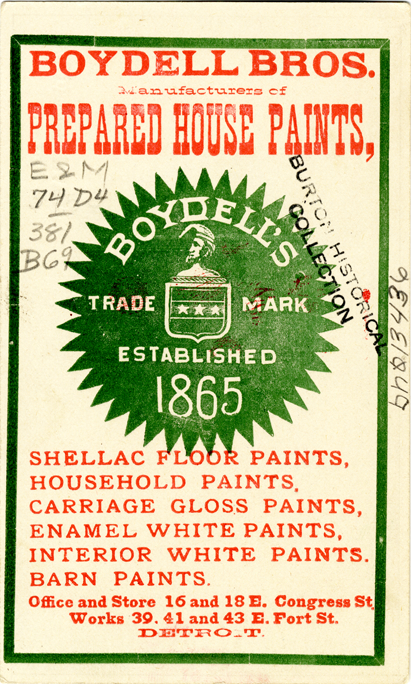 BOYDELL BROS.
Manufacturers of
PREPARED HOUSE PAINTS,
E & M
74 D4
381
B69
BURTON HISTORICAL
COLLECTION
BOYDELL'S
TRADE MARK
ESTABLISHED
1865
SHELLAC FLOOR PAINTS,
HOUSEHOLD PAINTS,
CARRIAGE GLOSS PAINTS,
ENAMEL WHITE PAINTS,
INTERIOR WHITE PAINTS.
BARN PAINTS.
Office and Store 16 and 18 E. Congress St.
Works 39, 41 and 43 E. Fort St.
DETROIT.